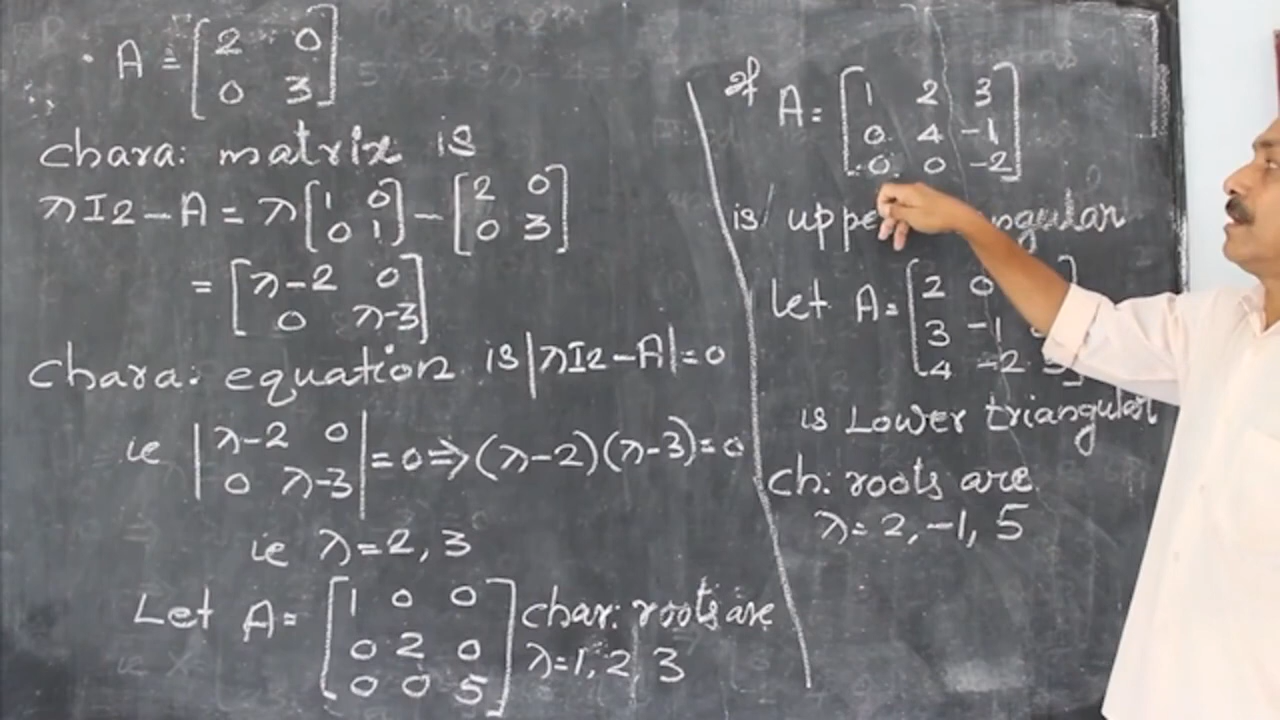 A = [2 0
0 3]
Chara: matrix is
λI2-A = λ[1 0
0 1] - [2 0
0 3]
= [λ-2 0
0 λ-3]
Chara: equation is |λI2-A|=0
ie |λ-2 0
0 λ-3| = 0 ⇒ (λ-2)(λ-3)=0
ie λ=2, 3
Let A= [1 0 0
0 2 0
0 0 5] char: roots are
λ=1, 2, 3
If A= [1 2 3
0 4 -1
0 0 -2]
is upper
let A= [2 0
3 -1
4 -2 5]
is Lower triangular
Ch: roots are
λ= 2, -1, 5